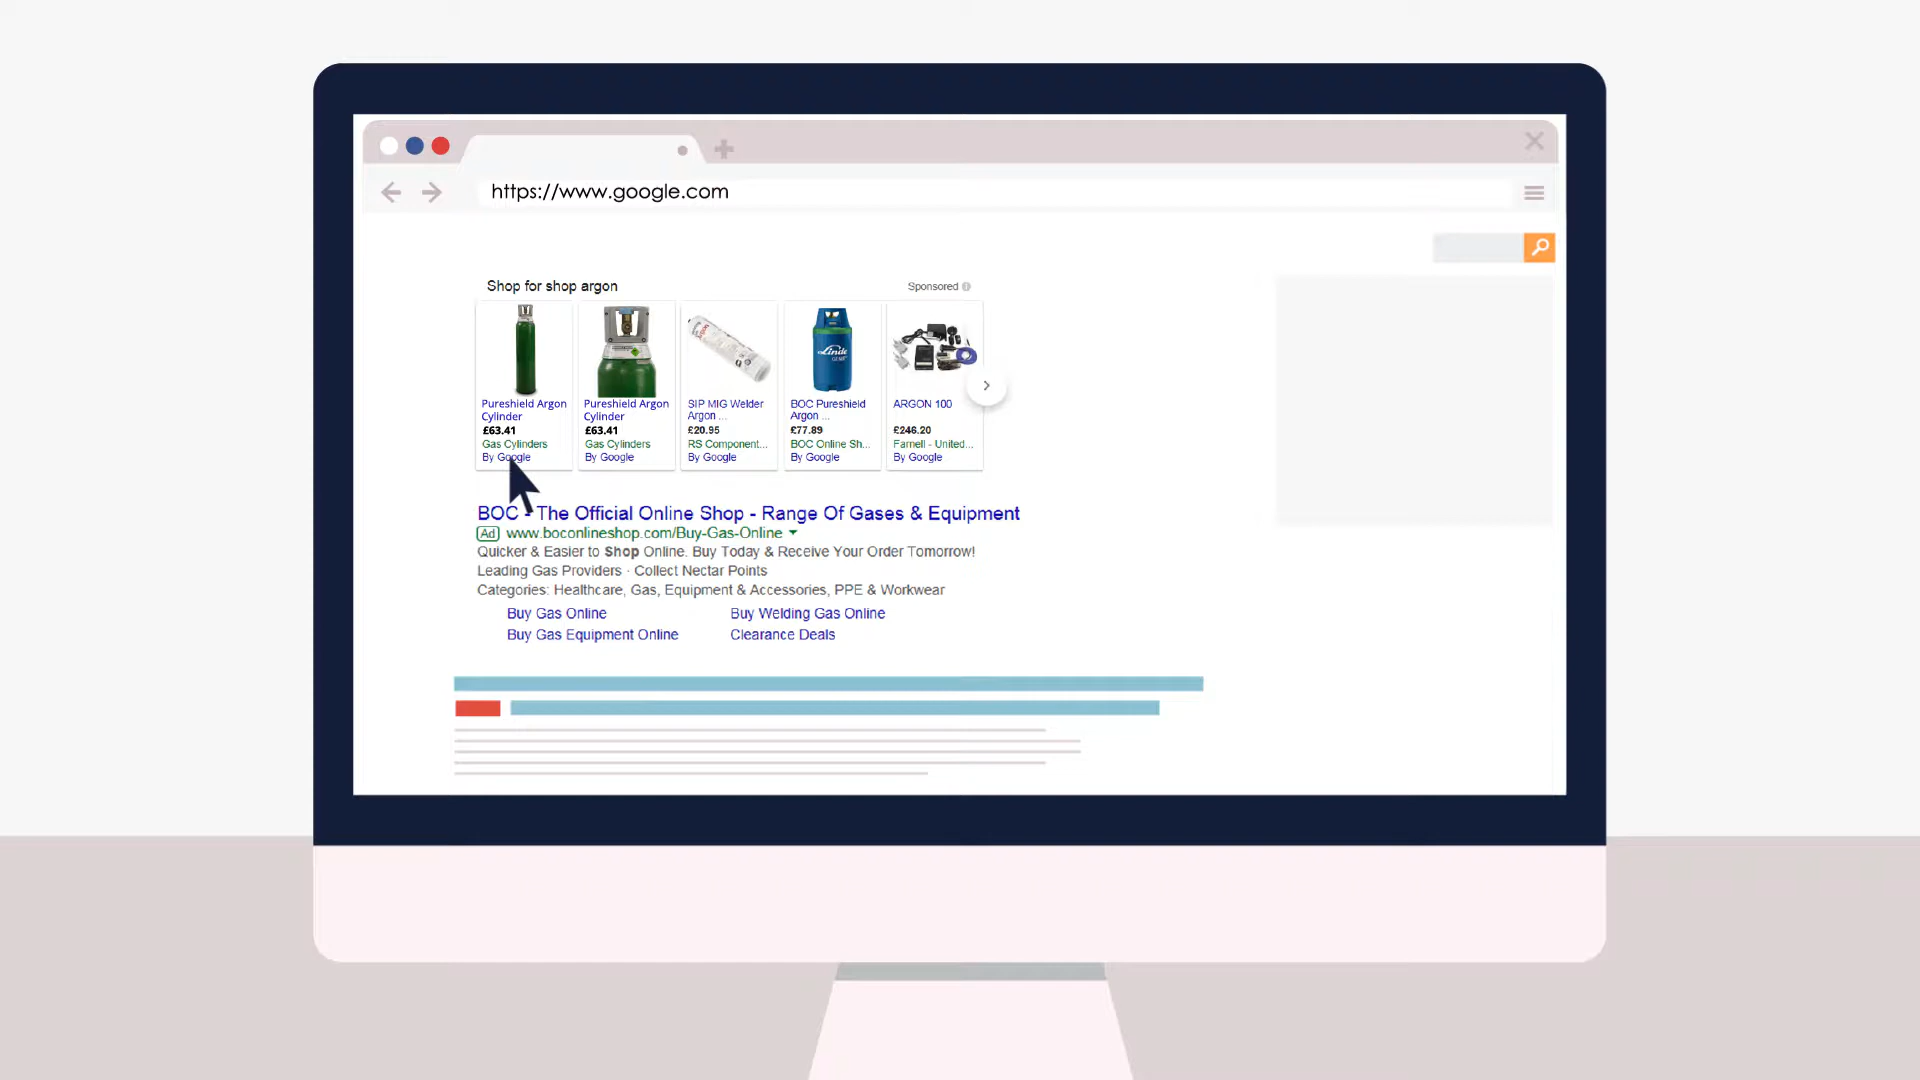 https://www.google.com
Shop for shop argon
Sponsored
Linde
Pureshield Argon
Cylinder
£63.41
Gas Cylinders
By Google
Pureshield Argon
Cylinder
£63.41
Gas Cylinders
By Google
SIP MIG Welder
Argon ...
£20.95
RS Component...
By Google
BOC Pureshield
Argon ...
£77.89
BOC Online Sh...
By Google
ARGON 100
£246.20
Farnell - United...
By Google
BOC - The Official Online Shop - Range Of Gases & Equipment
Ad www.boconlineshop.com/Buy-Gas-Online
Quicker & Easier to Shop Online. Buy Today & Receive Your Order Tomorrow!
Leading Gas Providers · Collect Nectar Points
Categories: Healthcare, Gas, Equipment & Accessories, PPE & Workwear
Buy Gas Online Buy Welding Gas Online
Buy Gas Equipment Online Clearance Deals